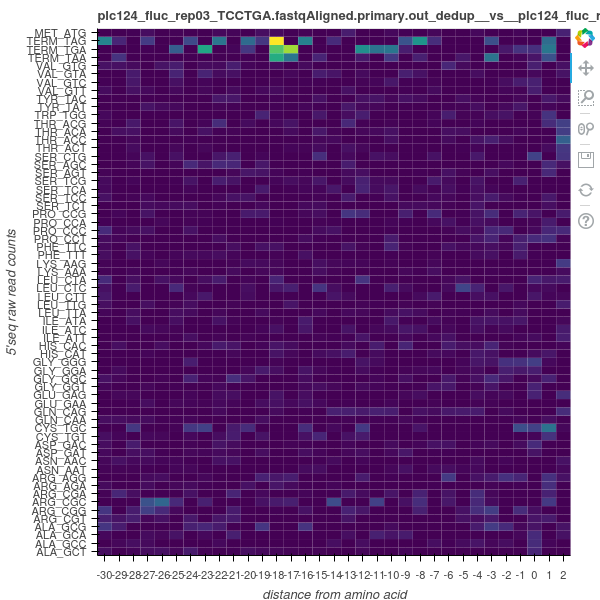 plc124_fluc_rep03_TCCTGA.fastqAligned.primary.out_dedup__vs__plc124_fluc_r
MET_ATG
TERM_TAG
TERM_TGA
TERM_TAA
VAL_GTG
VAL_GTA
VAL_GTC
VAL_GTT
TYR_TAC
TYR_TAT
TRP_TGG
THR_ACG
THR_ACA
THR_ACC
THR_ACT
SER_CTG
SER_AGC
SER_AGT
SER_TCG
SER_TCA
SER_TCC
SER_TCT
PRO_CCG
PRO_CCA
PRO_CCC
PRO_CCT
PHE_TTC
PHE_TTT
LYS_AAG
LYS_AAA
LEU_CTA
LEU_CTC
LEU_CTT
LEU_TTG
LEU_TTA
ILE_ATA
ILE_ATC
ILE_ATT
HIS_CAC
HIS_CAT
GLY_GGG
GLY_GGA
GLY_GGC
GLY_GGT
GLU_GAG
GLU_GAA
GLN_CAG
GLN_CAA
CYS_TGC
CYS_TGT
ASP_GAC
ASP_GAT
ASN_AAC
ASN_AAT
ARG_AGG
ARG_AGA
ARG_CGA
ARG_CGC
ARG_CGG
ARG_CGT
ALA_GCG
ALA_GCA
ALA_GCC
ALA_GCT
5'seq raw read counts
-30 -29 -28 -27 -26 -25 -24 -23 -22 -21 -20 -19 -18 -17 -16 -15 -14 -13 -12 -11 -10 -9 -8 -7 -6 -5 -4 -3 -2 -1 0 1 2
distance from amino acid